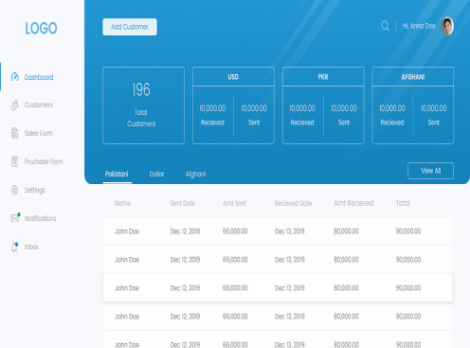 LOGO
Add Customer
Hi, Anna Doe
Dashboard
Customers
Sales Form
Pruchase Form
Settings
Notifications
Inbox
196
Total
Customers
USD
10,000.00 10,000.00
Recieved Sent
PKR
10,000.00 10,000.00
Recieved Sent
AFGHANI
10,000.00 10,000.00
Recieved Sent
Pakistani Dollar Afghani View All
Name Sent Date Amt Sent Recieved Date Amt Recieved Total
John Doe Dec 12, 2019 66,000.00 Dec 13, 2019 80,000.00 90,000.00
John Doe Dec 12, 2019 66,000.00 Dec 13, 2019 80,000.00 90,000.00
John Doe Dec 12, 2019 66,000.00 Dec 13, 2019 80,000.00 90,000.00
John Doe Dec 12, 2019 66,000.00 Dec 13, 2019 80,000.00 90,000.00
John Doe Dec 12, 2019 66,000.00 Dec 13, 2019 80,000.00 90,000.00